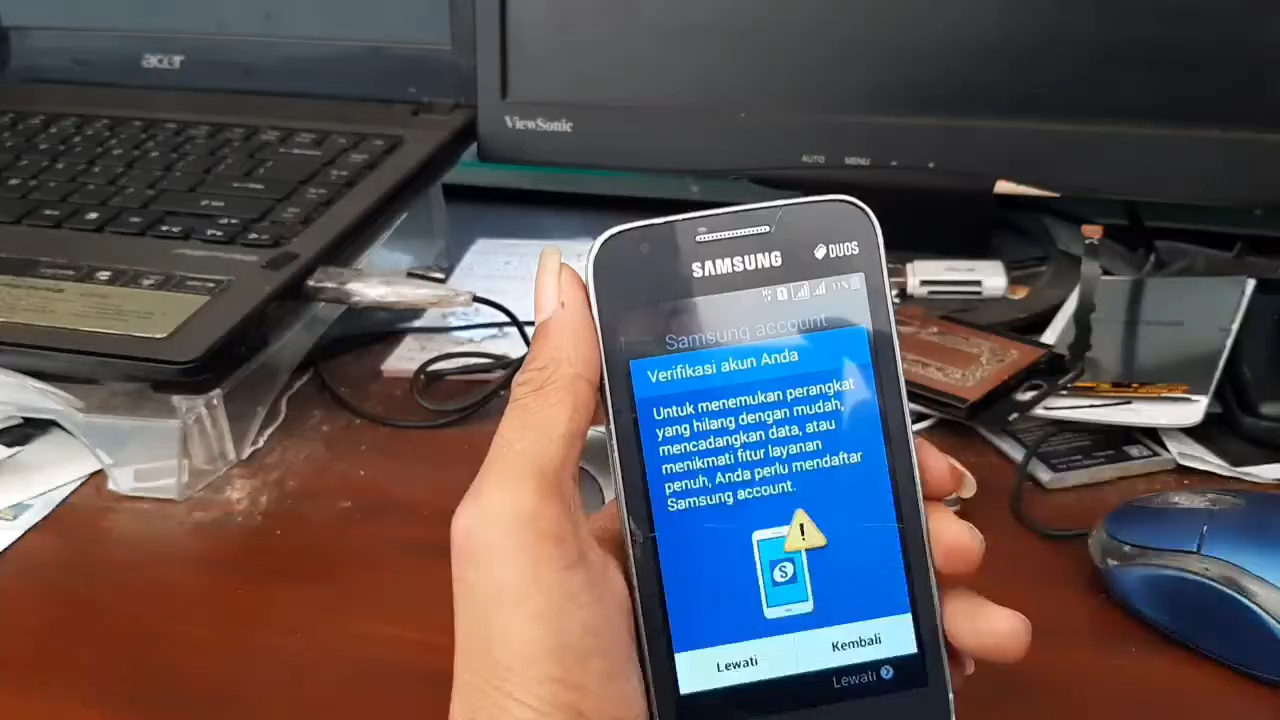 acer
ViewSonic
AUTO MENU
SAMSUNG
DUOS
11%
Samsung account
Verifikasi akun Anda
Untuk menemukan perangkat
yang hilang dengan mudah,
mencadangkan data, atau
menikmati fitur layanan
penuh, Anda perlu mendaftar
Samsung account.
S
Lewati
Kembali
Lewati